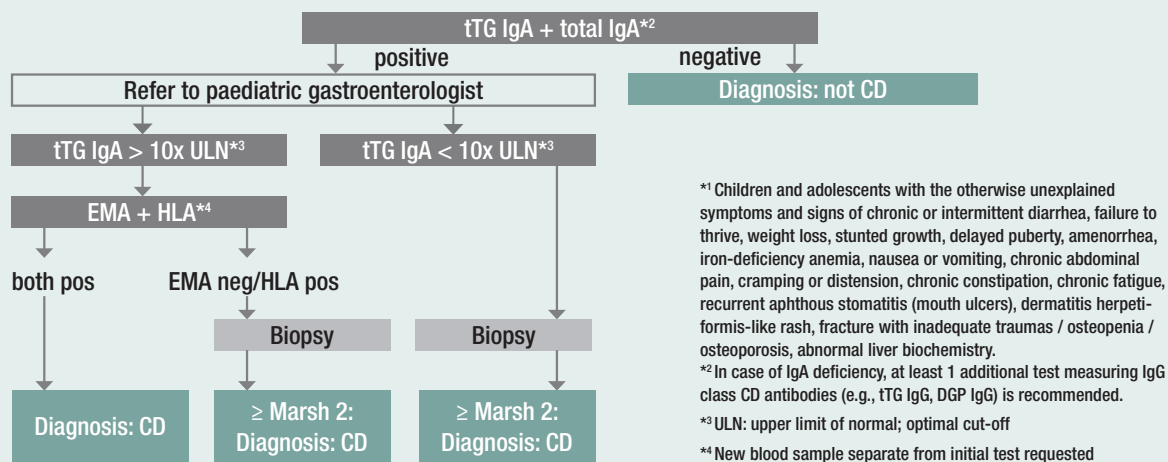 tTG IgA + total IgA*2
positive
negative
Refer to paediatric gastroenterologist
Diagnosis: not CD
tTG IgA > 10x ULN*3
tTG IgA < 10x ULN*3
EMA + HLA*4
both pos
EMA neg/HLA pos
Biopsy
Biopsy
Diagnosis: CD
≥ Marsh 2:
Diagnosis: CD
≥ Marsh 2:
Diagnosis: CD
*1 Children and adolescents with the otherwise unexplained
symptoms and signs of chronic or intermittent diarrhea, failure to
thrive, weight loss, stunted growth, delayed puberty, amenorrhea,
iron-deficiency anemia, nausea or vomiting, chronic abdominal
pain, cramping or distension, chronic constipation, chronic fatigue,
recurrent aphthous stomatitis (mouth ulcers), dermatitis herpeti-
formis-like rash, fracture with inadequate traumas / osteopenia /
osteoporosis, abnormal liver biochemistry.
*2 In case of IgA deficiency, at least 1 additional test measuring IgG
class CD antibodies (e.g., tTG IgG, DGP IgG) is recommended.
*3 ULN: upper limit of normal; optimal cut-off
*4 New blood sample separate from initial test requested